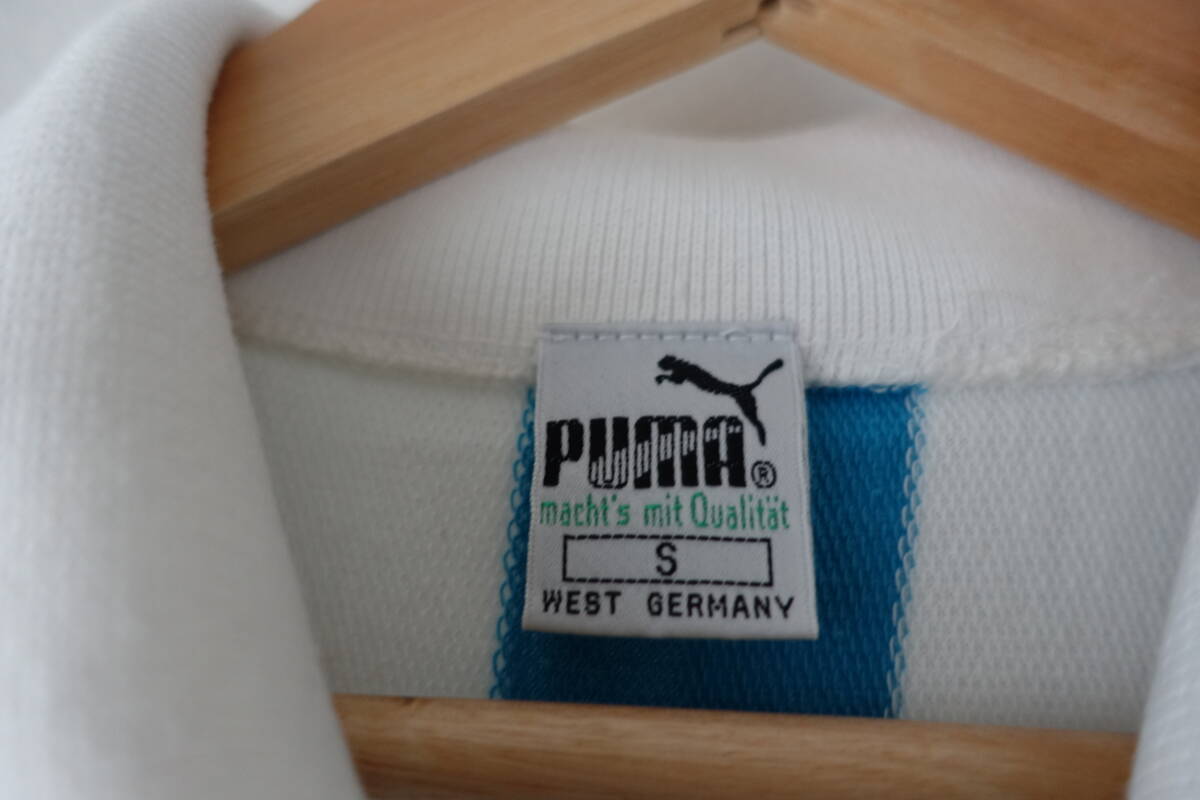 PUMA®
macht's mit Qualität
S
WEST GERMANY